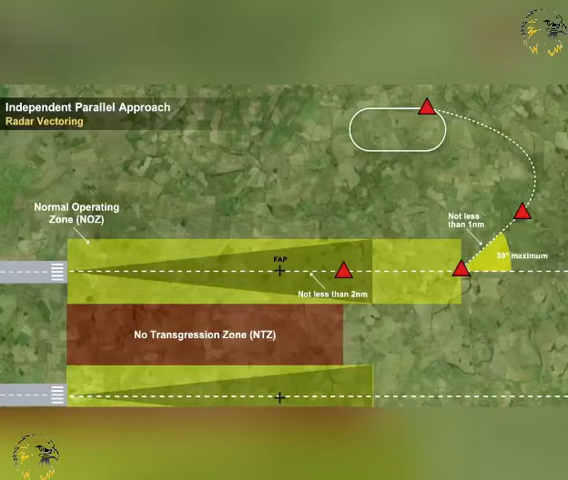 Independent Parallel Approach
Radar Vectoring
Normal Operating
Zone (NOZ)
Not less
than 1nm
30° maximum
FAP
Not less than 2nm
No Transgression Zone (NTZ)